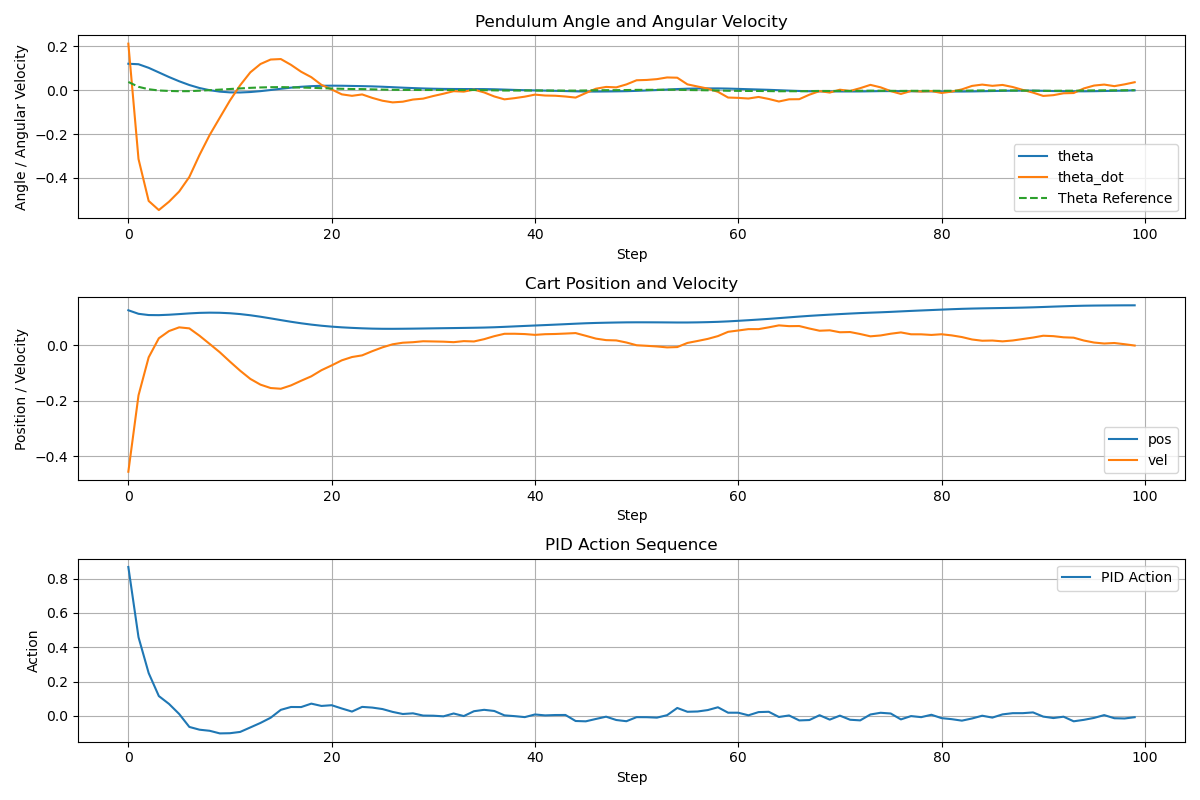 Pendulum Angle and Angular Velocity
Angle / Angular Velocity
0.2
0.0
−0.2
−0.4
theta
theta_dot
Theta Reference
0 20 40 60 80 100
Step
Cart Position and Velocity
Position / Velocity
0.0
−0.2
−0.4
pos
vel
0 20 40 60 80 100
Step
PID Action Sequence
Action
0.8
0.6
0.4
0.2
0.0
PID Action
0 20 40 60 80 100
Step